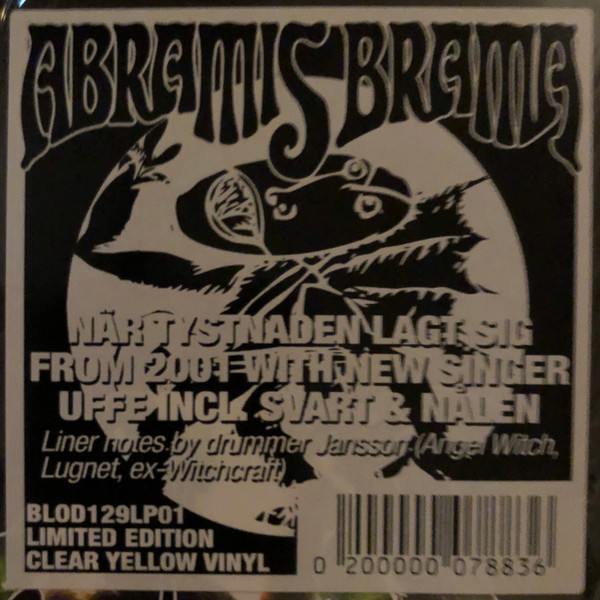 ABRAMIS BRAMA
NÄR TYSTNADEN LAGT SIG
FROM 2001 WITH NEW SINGER
UFFE INCL. SVART & NÅLEN
Liner notes by drummer Jansson (Angel Witch,
Lugnet, ex-Witchcraft)
BLOD129LP01
LIMITED EDITION
CLEAR YELLOW VINYL
0 200000 078836